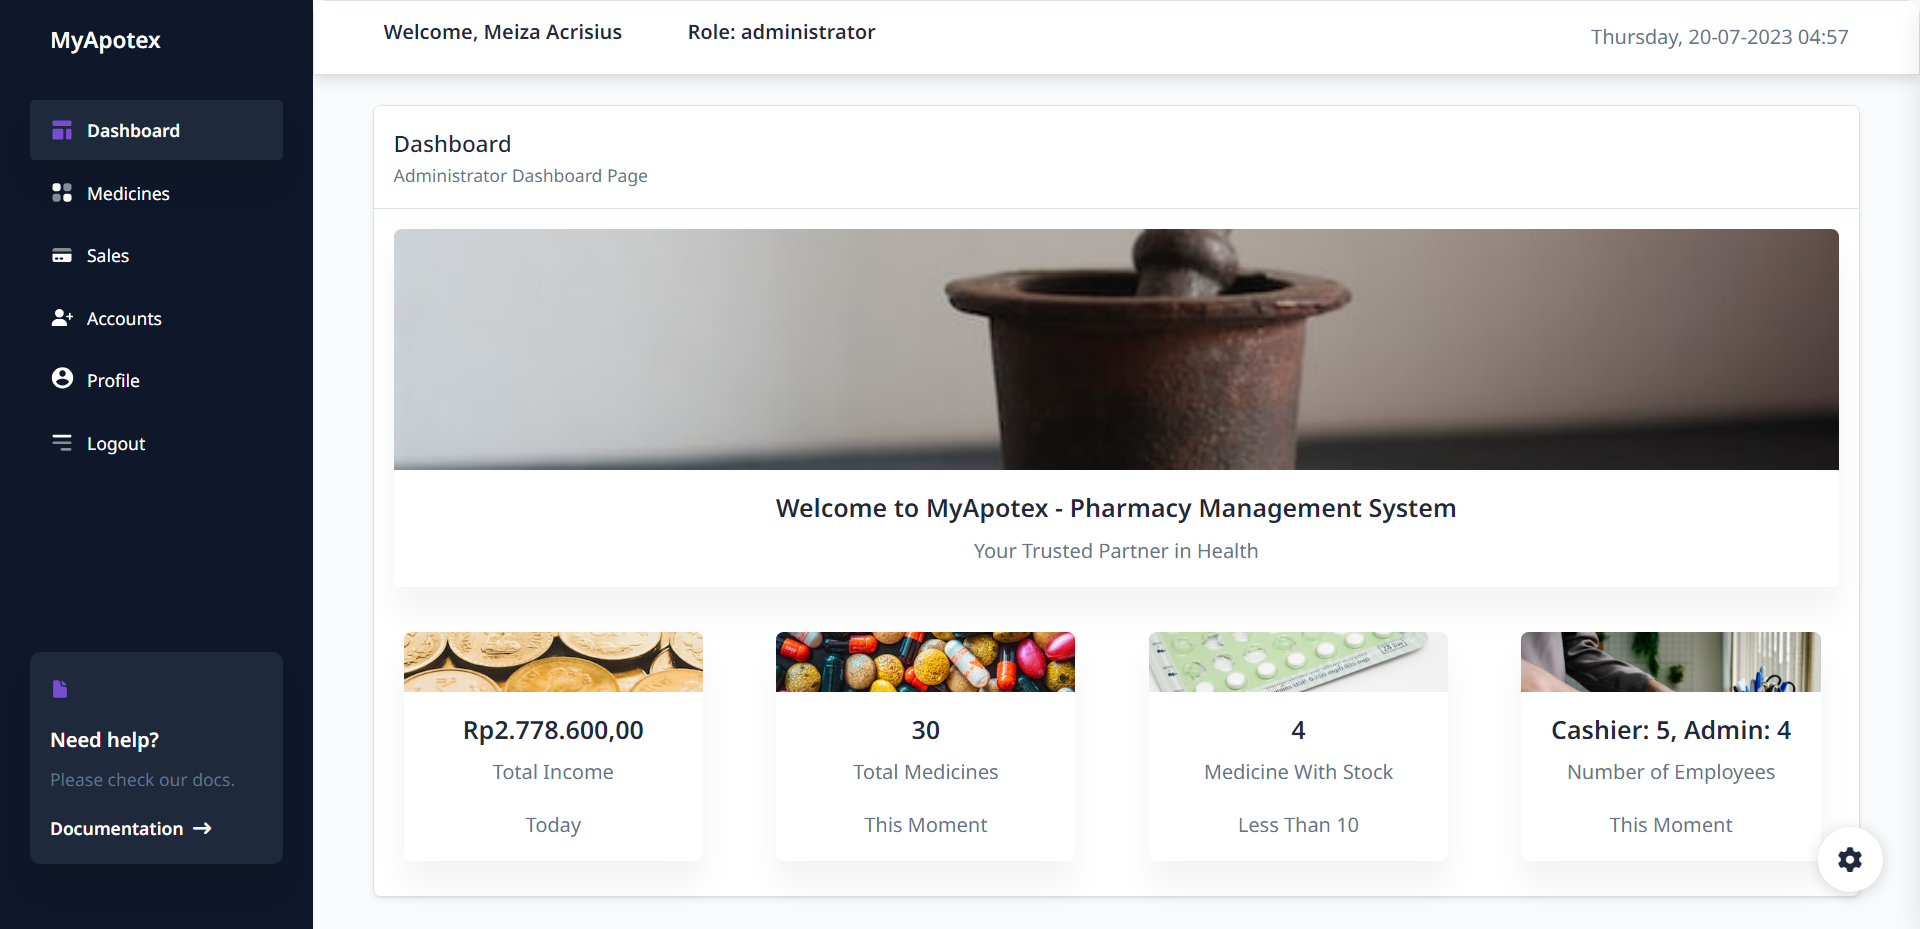 MyApotex
Dashboard
Medicines
Sales
Accounts
Profile
Logout
Need help?
Please check our docs.
Documentation
Welcome, Meiza Acrisius
Role: administrator
Thursday, 20-07-2023 04:57
Dashboard
Administrator Dashboard Page
Welcome to MyApotex - Pharmacy Management System
Your Trusted Partner in Health
Rp2.778.600,00
Total Income
Today
30
Total Medicines
This Moment
4
Medicine With Stock
Less Than 10
Cashier: 5, Admin: 4
Number of Employees
This Moment